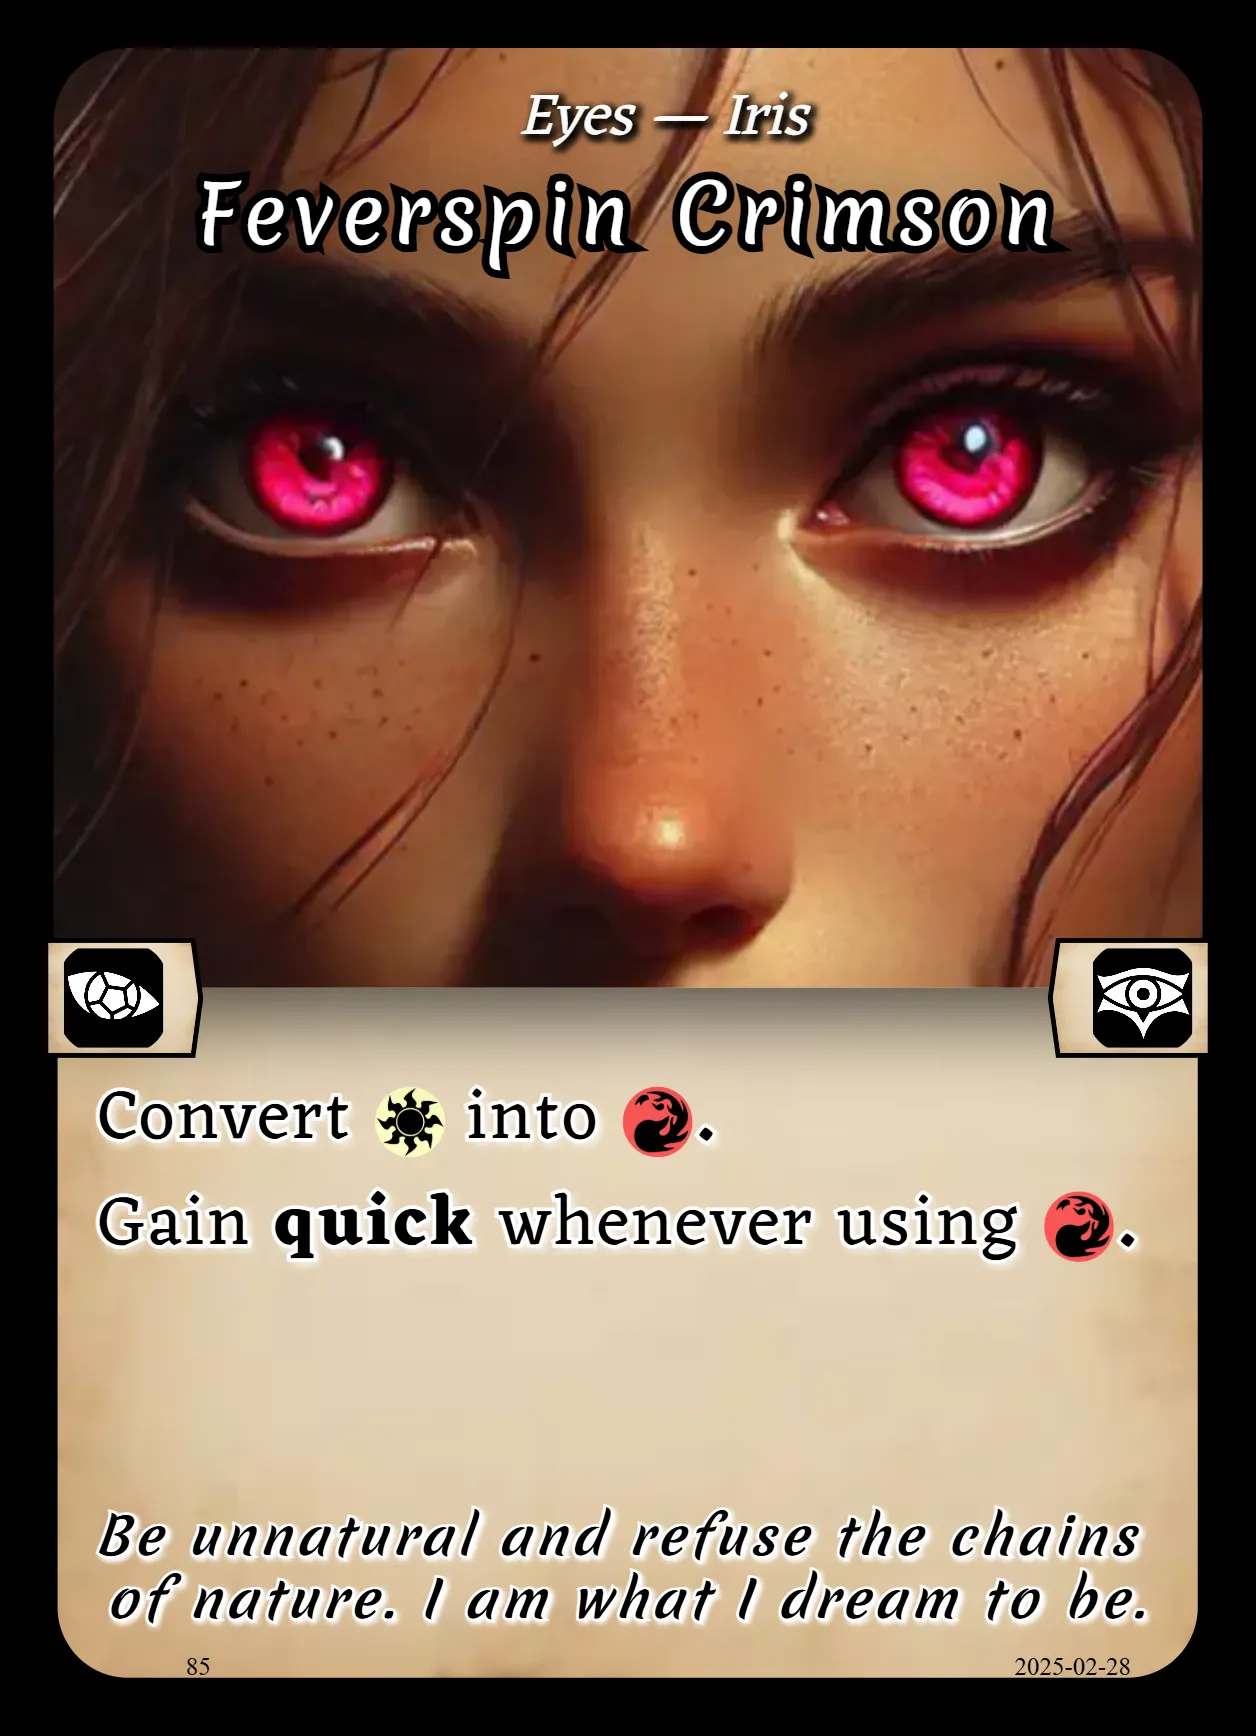 Eyes — Iris
Feverspin Crimson
Convert into .
Gain quick whenever using .
Be unnatural and refuse the chains
of nature. I am what I dream to be.
85
2025-02-28